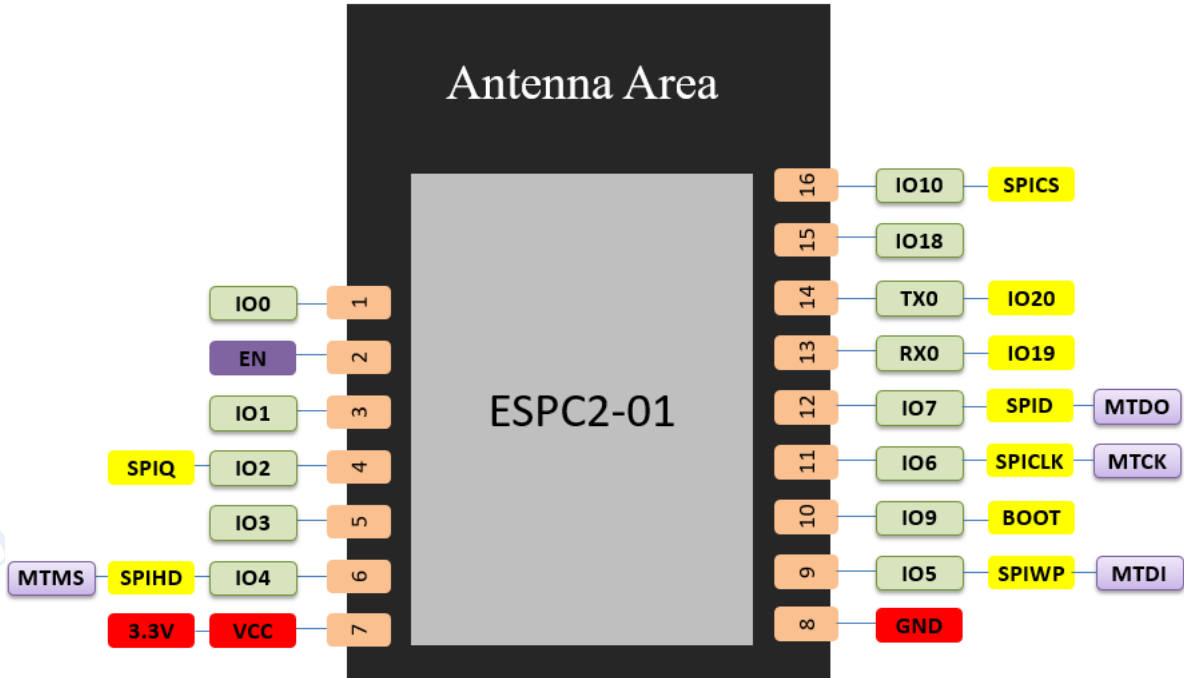 Antenna Area
16 IO10 SPICS
15 IO18
14 TX0 IO20
IO0 1
13 RX0 IO19
EN 2
ESPC2-01
IO1 3
12 IO7 SPID MTDO
SPIQ IO2 4
11 IO6 SPICLK MTCK
IO3 5
10 IO9 BOOT
MTMS SPIHD IO4 6
9 IO5 SPIWP MTDI
3.3V VCC 7
8 GND